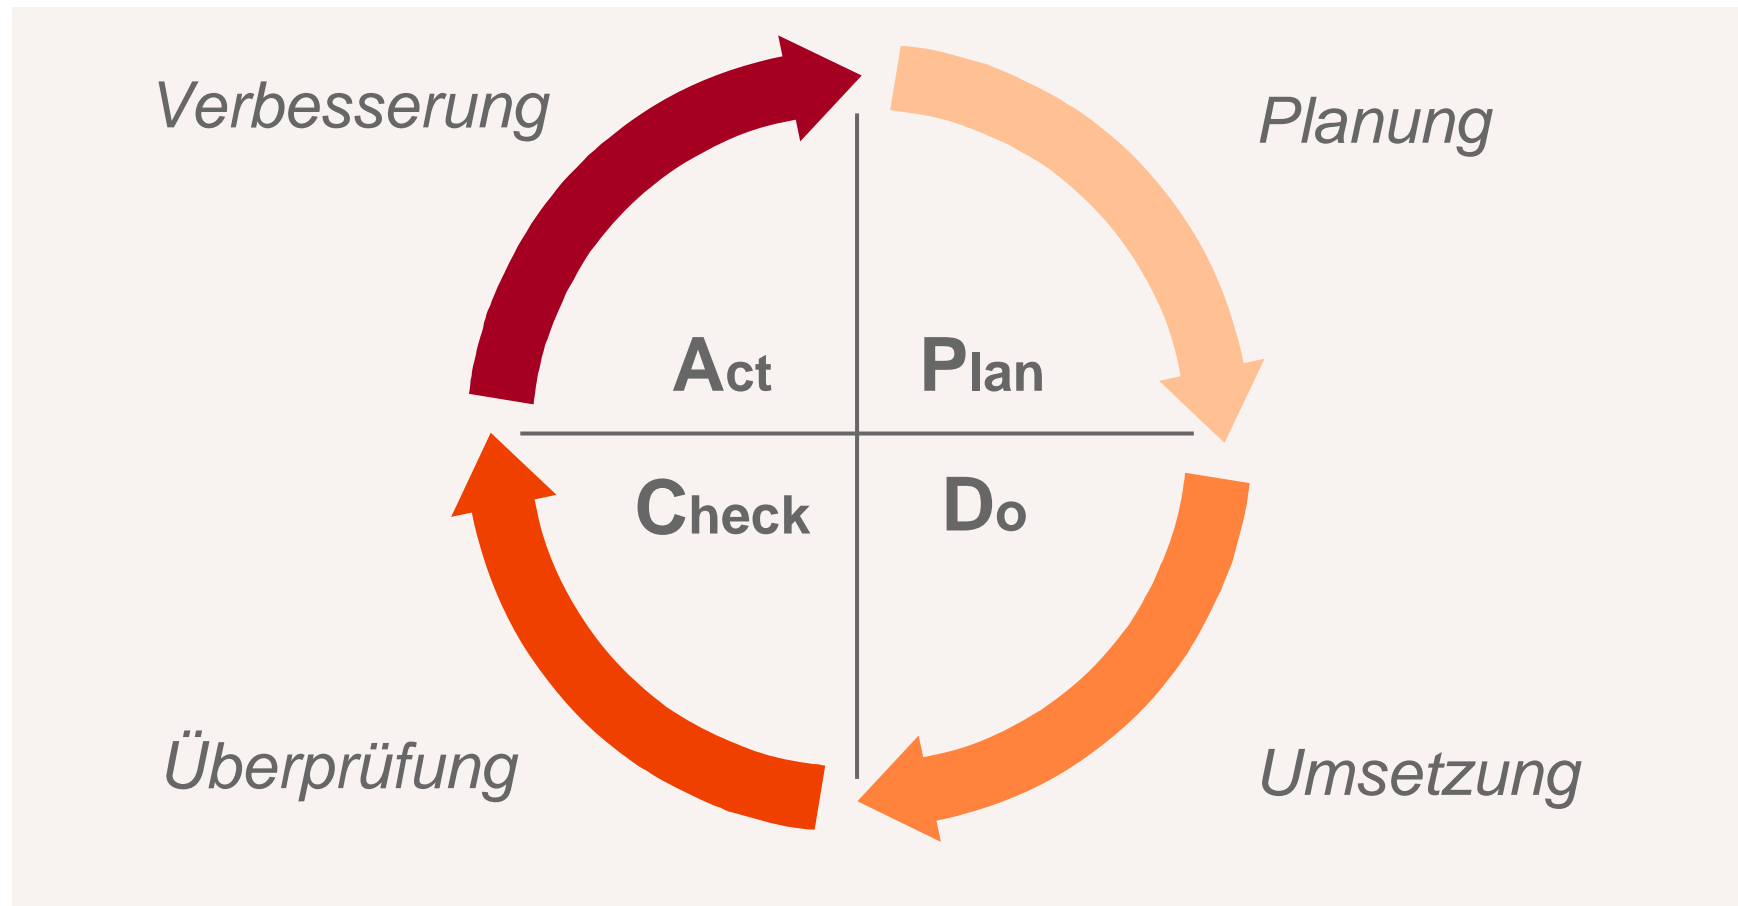 Verbesserung
Planung
Act
Plan
Check
Do
Überprüfung
Umsetzung